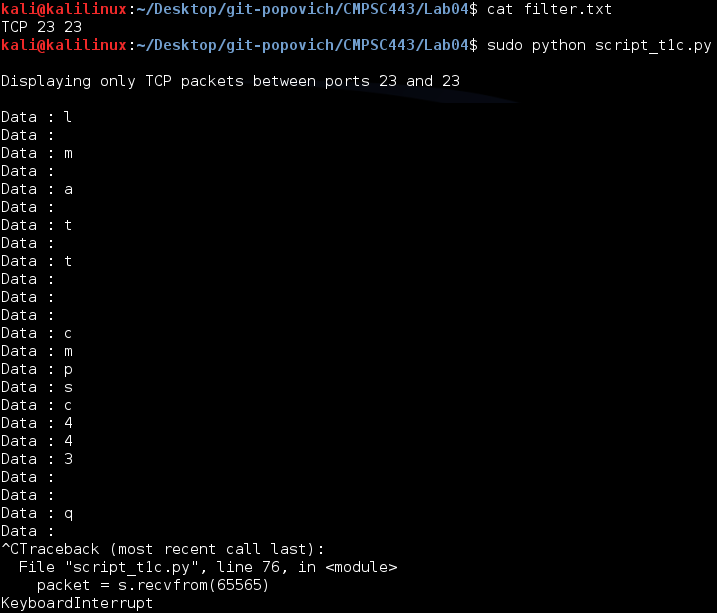 kali@kalilinux:~/Desktop/git-popovich/CMPSC443/Lab04$ cat filter.txt
TCP 23 23
kali@kalilinux:~/Desktop/git-popovich/CMPSC443/Lab04$ sudo python script_t1c.py

Displaying only TCP packets between ports 23 and 23

Data : l
Data :
Data : m
Data :
Data : a
Data :
Data : t
Data :
Data : t
Data :
Data :
Data :
Data : c
Data : m
Data : p
Data : s
Data : c
Data : 4
Data : 4
Data : 3
Data :
Data :
Data : q
Data :
^CTraceback (most recent call last):
  File "script_t1c.py", line 76, in <module>
    packet = s.recvfrom(65565)
KeyboardInterrupt